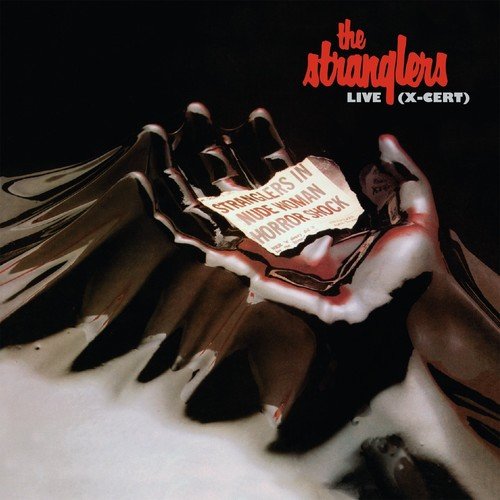 the
stranglers
LIVE (X-CERT)
STRANGLERS IN
NUDE WOMAN
HORROR SHOCK